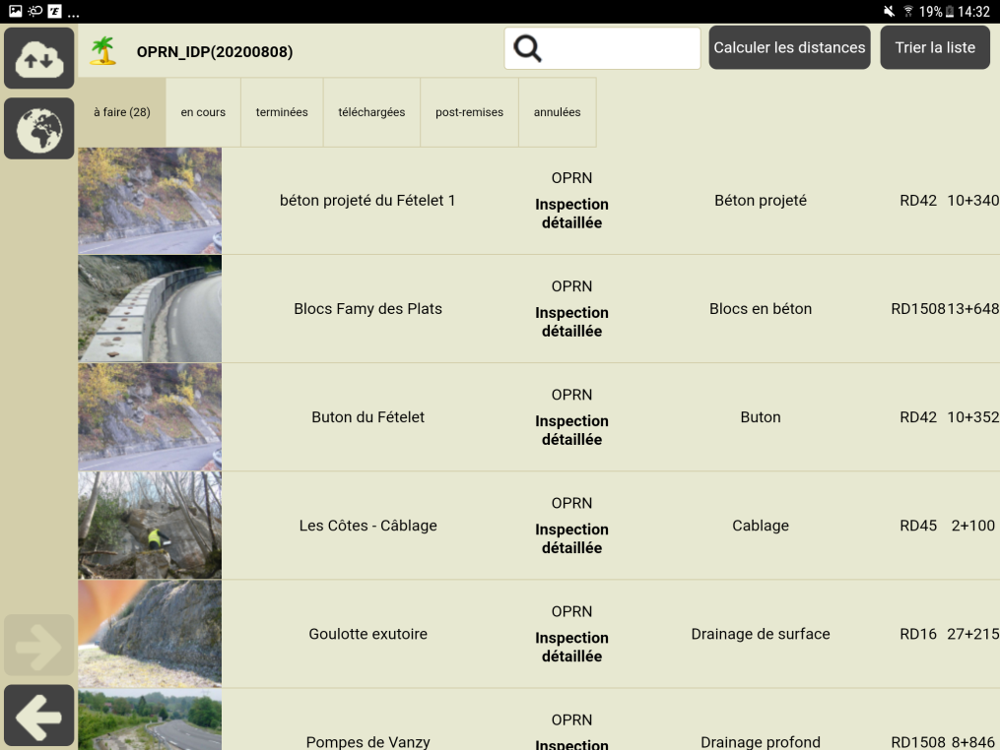 ... 19% 14:32
OPRN_IDP(20200808)
Calculer les distances
Trier la liste
à faire (28)
en cours
terminées
téléchargées
post-remises
annulées
béton projeté du Fételet 1
OPRN
Inspection
détaillée
Béton projeté
RD42 10+340
Blocs Famy des Plats
OPRN
Inspection
détaillée
Blocs en béton
RD1508 13+648
Buton du Fételet
OPRN
Inspection
détaillée
Buton
RD42 10+352
Les Côtes - Câblage
OPRN
Inspection
détaillée
Cablage
RD45 2+100
Goulotte exutoire
OPRN
Inspection
détaillée
Drainage de surface
RD16 27+215
Pompes de Vanzy
OPRN
Inspection
Drainage profond
RD1508 8+846